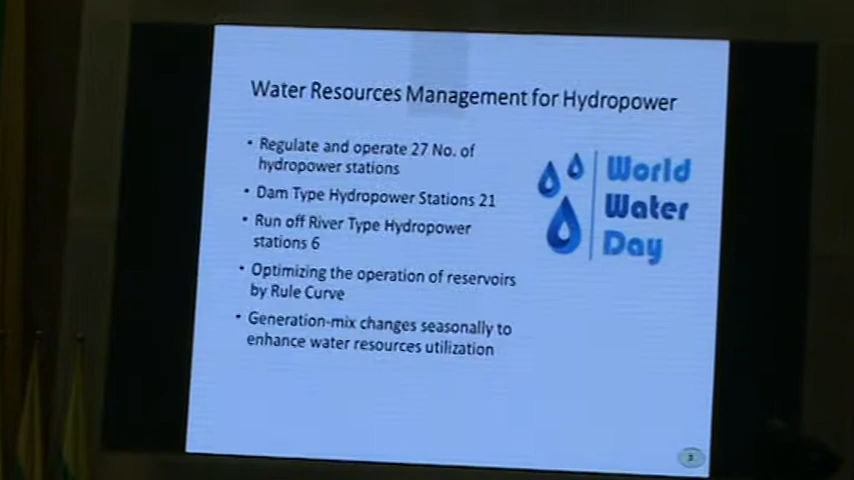 Water Resources Management for Hydropower
• Regulate and operate 27 No. of
hydropower stations
• Dam Type Hydropower Stations 21
• Run off River Type Hydropower
stations 6
• Optimizing the operation of reservoirs
by Rule Curve
• Generation-mix changes seasonally to
enhance water resources utilization
World
Water
Day
3